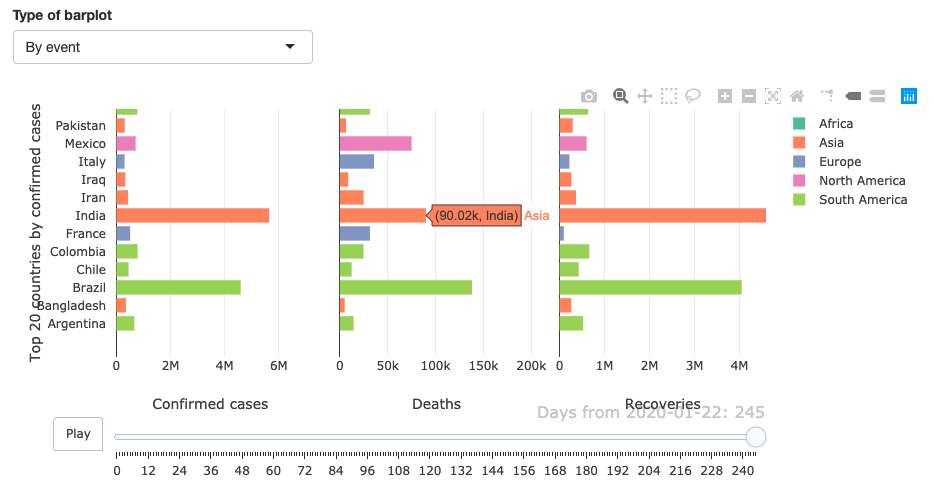 Type of barplot
By event
Top 20 countries by confirmed cases
Pakistan
Mexico
Italy
Iraq
Iran
India
France
Colombia
Chile
Brazil
Bangladesh
Argentina
0 2M 4M 6M
Confirmed cases
(90.02k, India) Asia
0 50k 100k 150k 200k
Deaths
0 1M 2M 3M 4M
Recoveries
Africa
Asia
Europe
North America
South America
Days from 2020-01-22: 245
Play
0 12 24 36 48 60 72 84 96 108 120 132 144 156 168 180 192 204 216 228 240